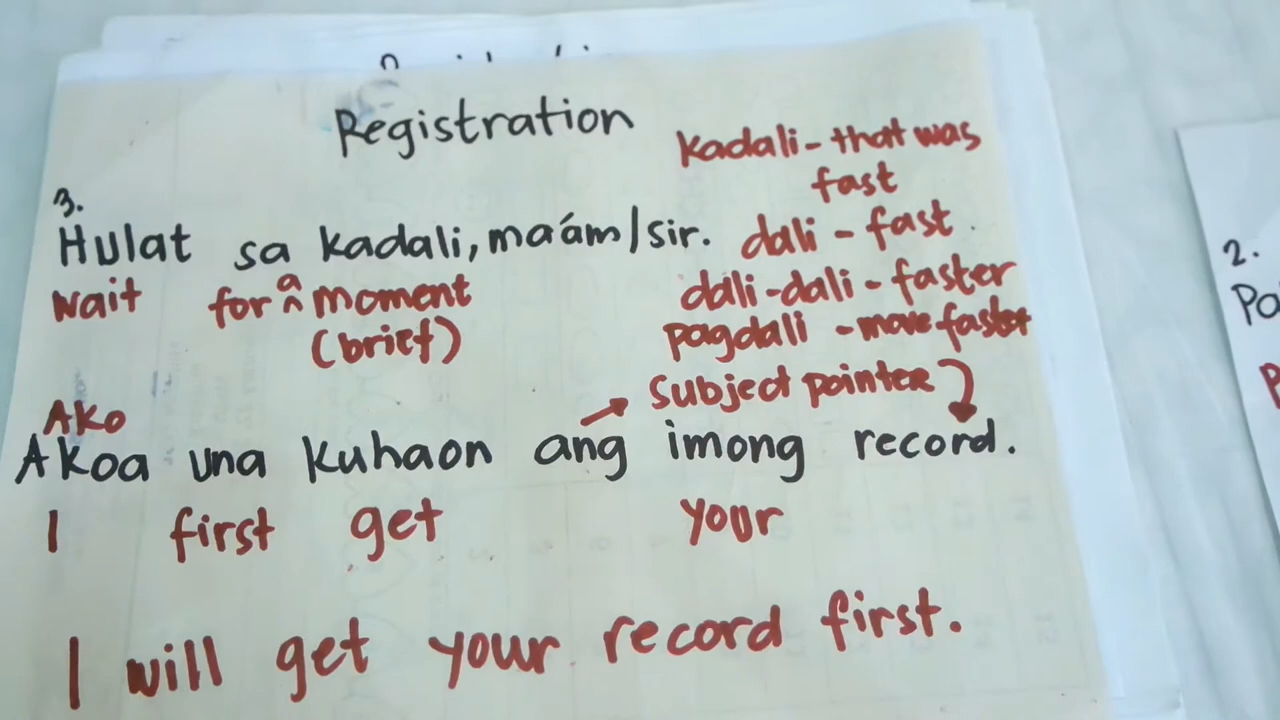 Registration
kadali - that was
fast
3.
Hulat sa kadali, ma'ám/sir.
dali - fast
wait for a ^ moment
(brief)
dali-dali - faster
pagdali - move faster
Subject pointer
AKO
Akoa una kuhaon ang imong record.
I first get your
I will get your record first.
2.